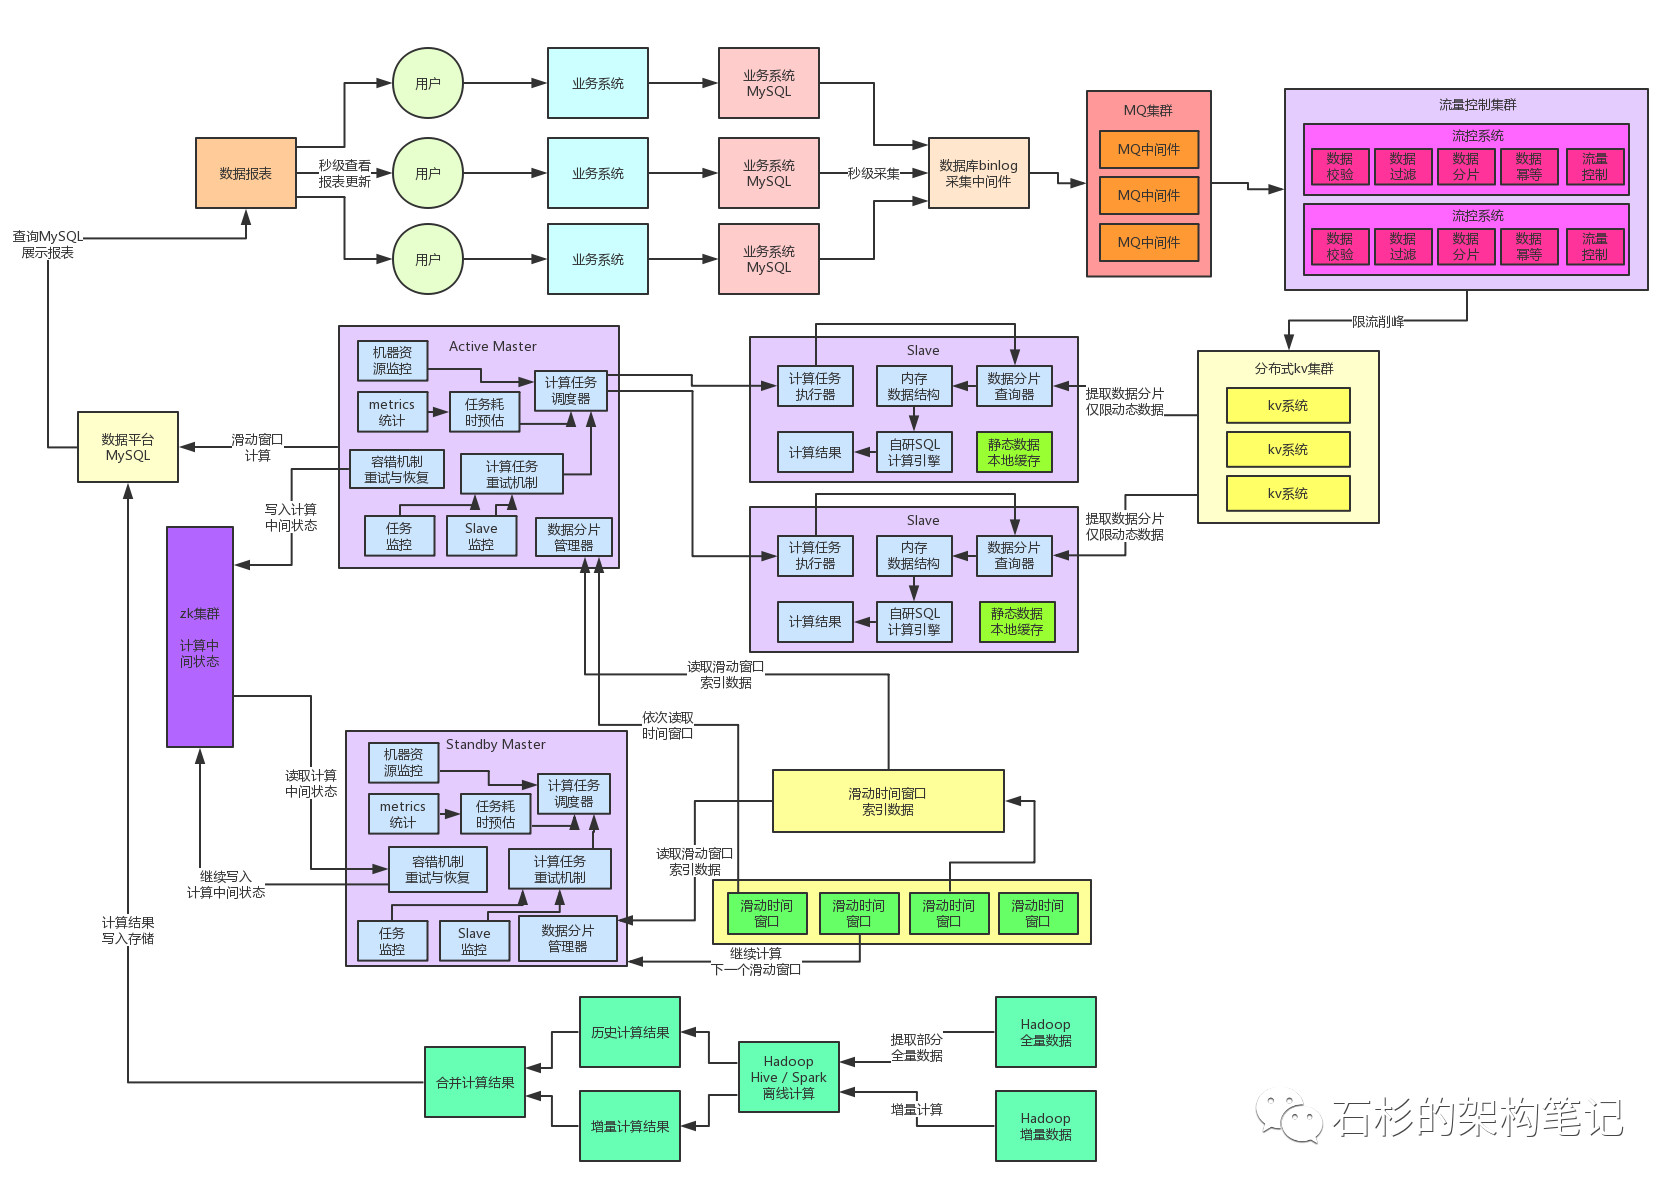 用户
业务系统
业务系统
MySQL
数据报表
秒级查看
报表更新
用户
业务系统
业务系统
MySQL
秒级采集
数据库binlog
采集中间件
用户
业务系统
业务系统
MySQL
MQ集群
MQ中间件
MQ中间件
MQ中间件
流量控制集群
流控系统
数据
校验
数据
过滤
数据
分片
数据
幂等
流量
控制
流控系统
数据
校验
数据
过滤
数据
分片
数据
幂等
流量
控制
查询MySQL
展示报表
限流削峰
分布式kv集群
kv系统
kv系统
kv系统
提取数据分片
仅限动态数据
提取数据分片
仅限动态数据
Active Master
机器资
源监控
计算任务
调度器
metrics
统计
任务耗
时预估
容错机制
重试与恢复
计算任务
重试机制
任务
监控
Slave
监控
数据分片
管理器
Slave
计算任务
执行器
内存
数据结构
数据分片
查询器
计算结果
自研SQL
计算引擎
静态数据
本地缓存
Slave
计算任务
执行器
内存
数据结构
数据分片
查询器
计算结果
自研SQL
计算引擎
静态数据
本地缓存
数据平台
MySQL
滑动窗口
计算
写入计算
中间状态
zk集群
计算中
间状态
读取滑动窗口
索引数据
依次读取
时间窗口
读取计算
中间状态
继续写入
计算中间状态
Standby Master
机器资
源监控
计算任务
调度器
metrics
统计
任务耗
时预估
容错机制
重试与恢复
计算任务
重试机制
任务
监控
Slave
监控
数据分片
管理器
滑动时间窗口
索引数据
读取滑动窗口
索引数据
滑动时间
窗口
滑动时间
窗口
滑动时间
窗口
滑动时间
窗口
继续计算
下一个滑动窗口
计算结果
写入存储
合并计算结果
历史计算结果
增量计算结果
Hadoop
Hive / Spark
离线计算
提取部分
全量数据
增量计算
Hadoop
全量数据
Hadoop
增量数据
石杉的架构笔记